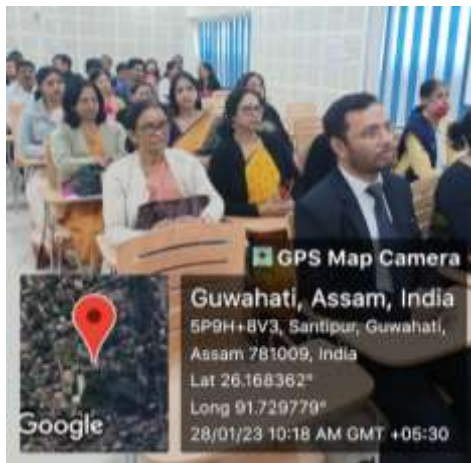 GPS Map Camera
Guwahati, Assam, India
5P9H+8V3, Santipur, Guwahati,
Assam 781009, India
Lat 26.168362°
Long 91.729779°
28/01/23 10:18 AM GMT +05:30
Google